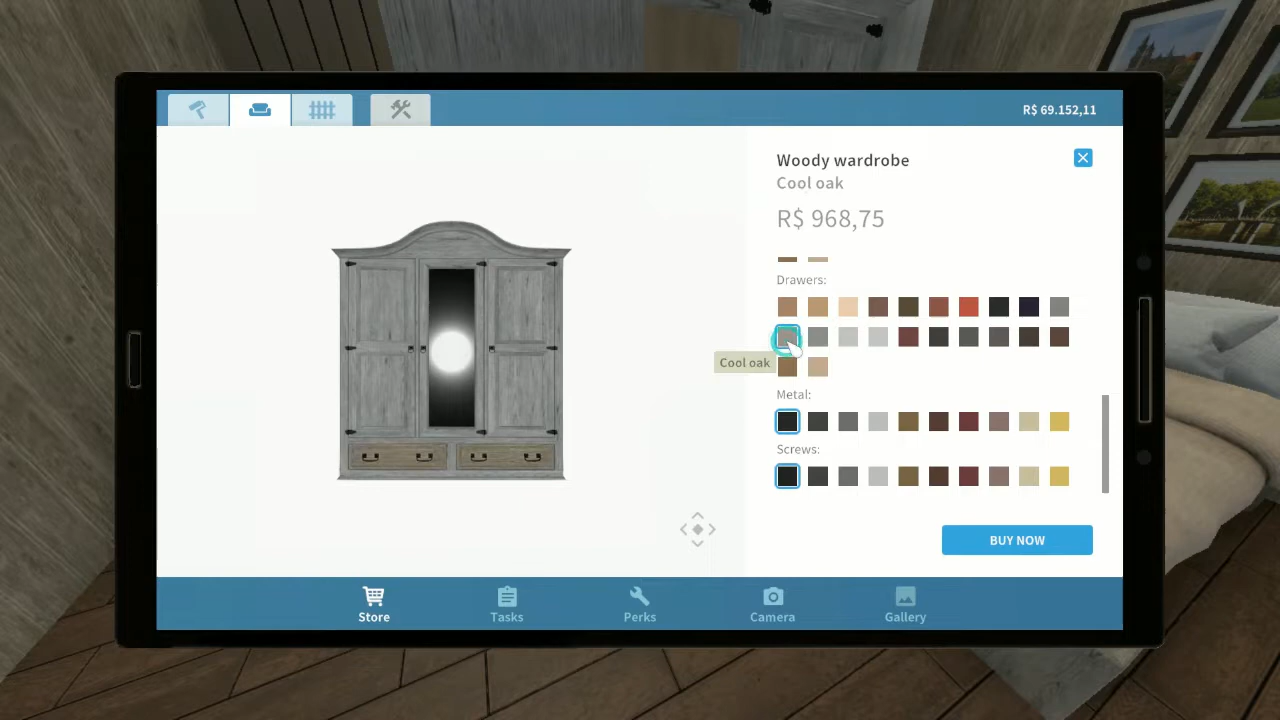 R$ 69.152,11
Woody wardrobe
Cool oak
R$ 968,75
Drawers:
Cool oak
Metal:
Screws:
BUY NOW
Store
Tasks
Perks
Camera
Gallery